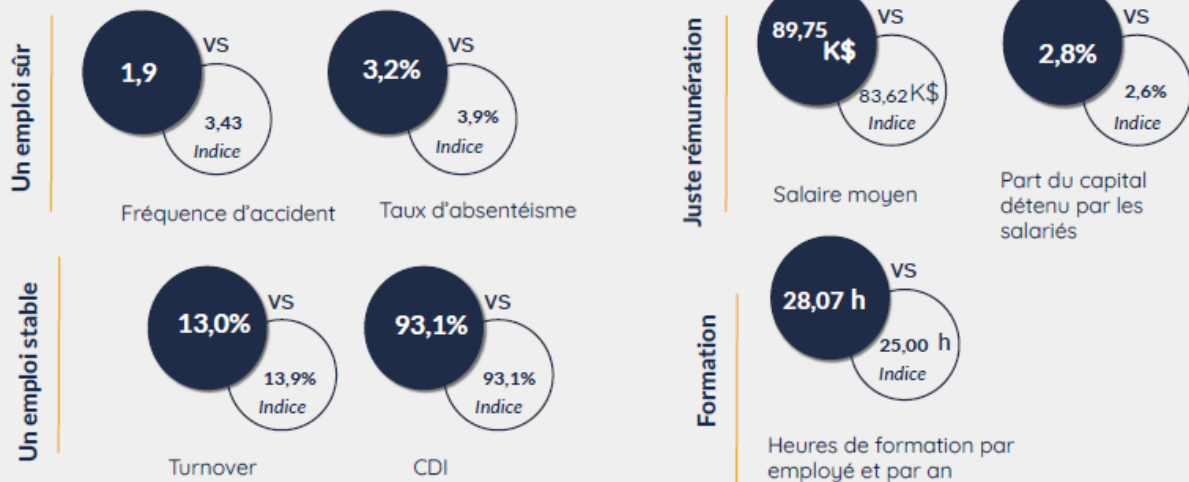 Un emploi sûr
1,9
VS
3,43
Indice
Fréquence d'accident
3,2%
VS
3,9%
Indice
Taux d'absentéisme
Juste rémunération
89,75
K$
VS
83,62K$
Indice
Salaire moyen
2,8%
VS
2,6%
Indice
Part du capital
détenu par les
salariés
Un emploi stable
13,0%
VS
13,9%
Indice
Turnover
93,1%
VS
93,1%
Indice
CDI
Formation
28,07 h
VS
25,00 h
Indice
Heures de formation par
employé et par an